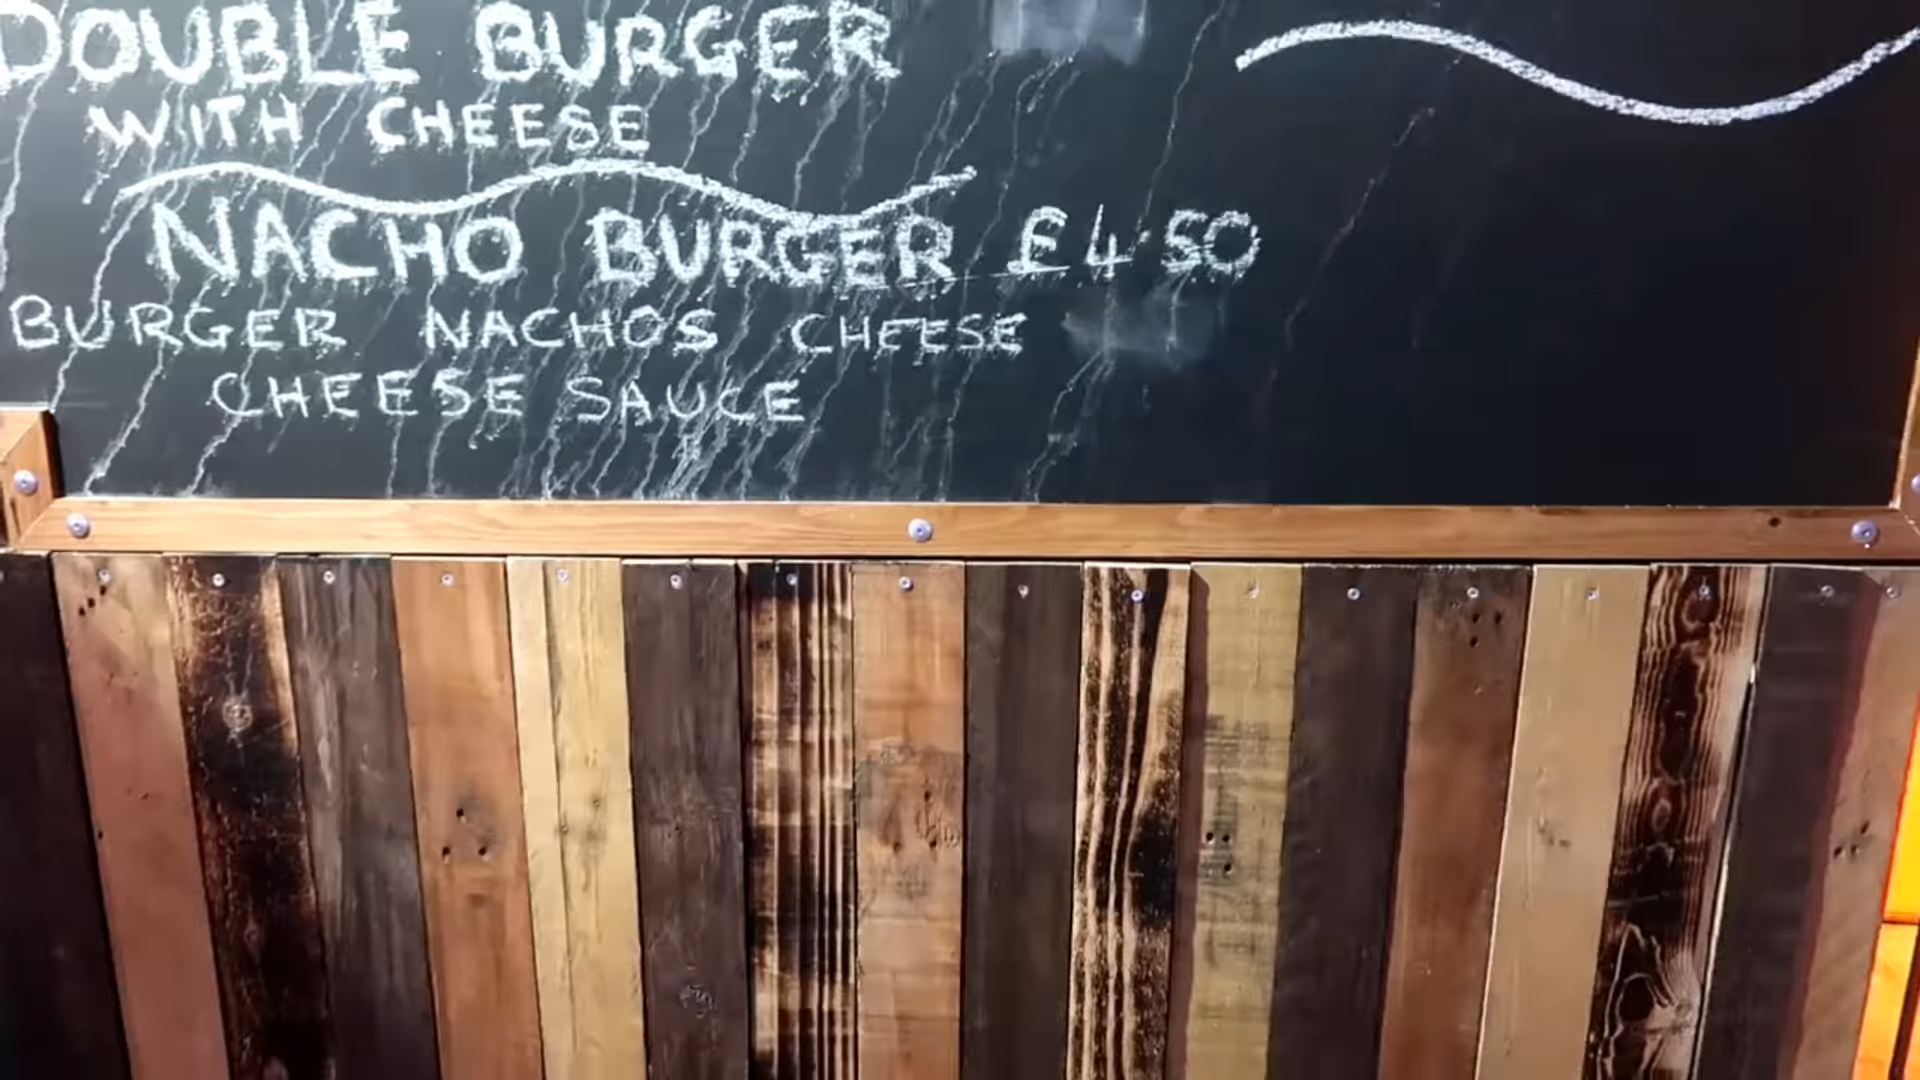 DOUBLE BURGER
WITH CHEESE
NACHO BURGER £4.50
BURGER NACHOS CHEESE
CHEESE SAUCE